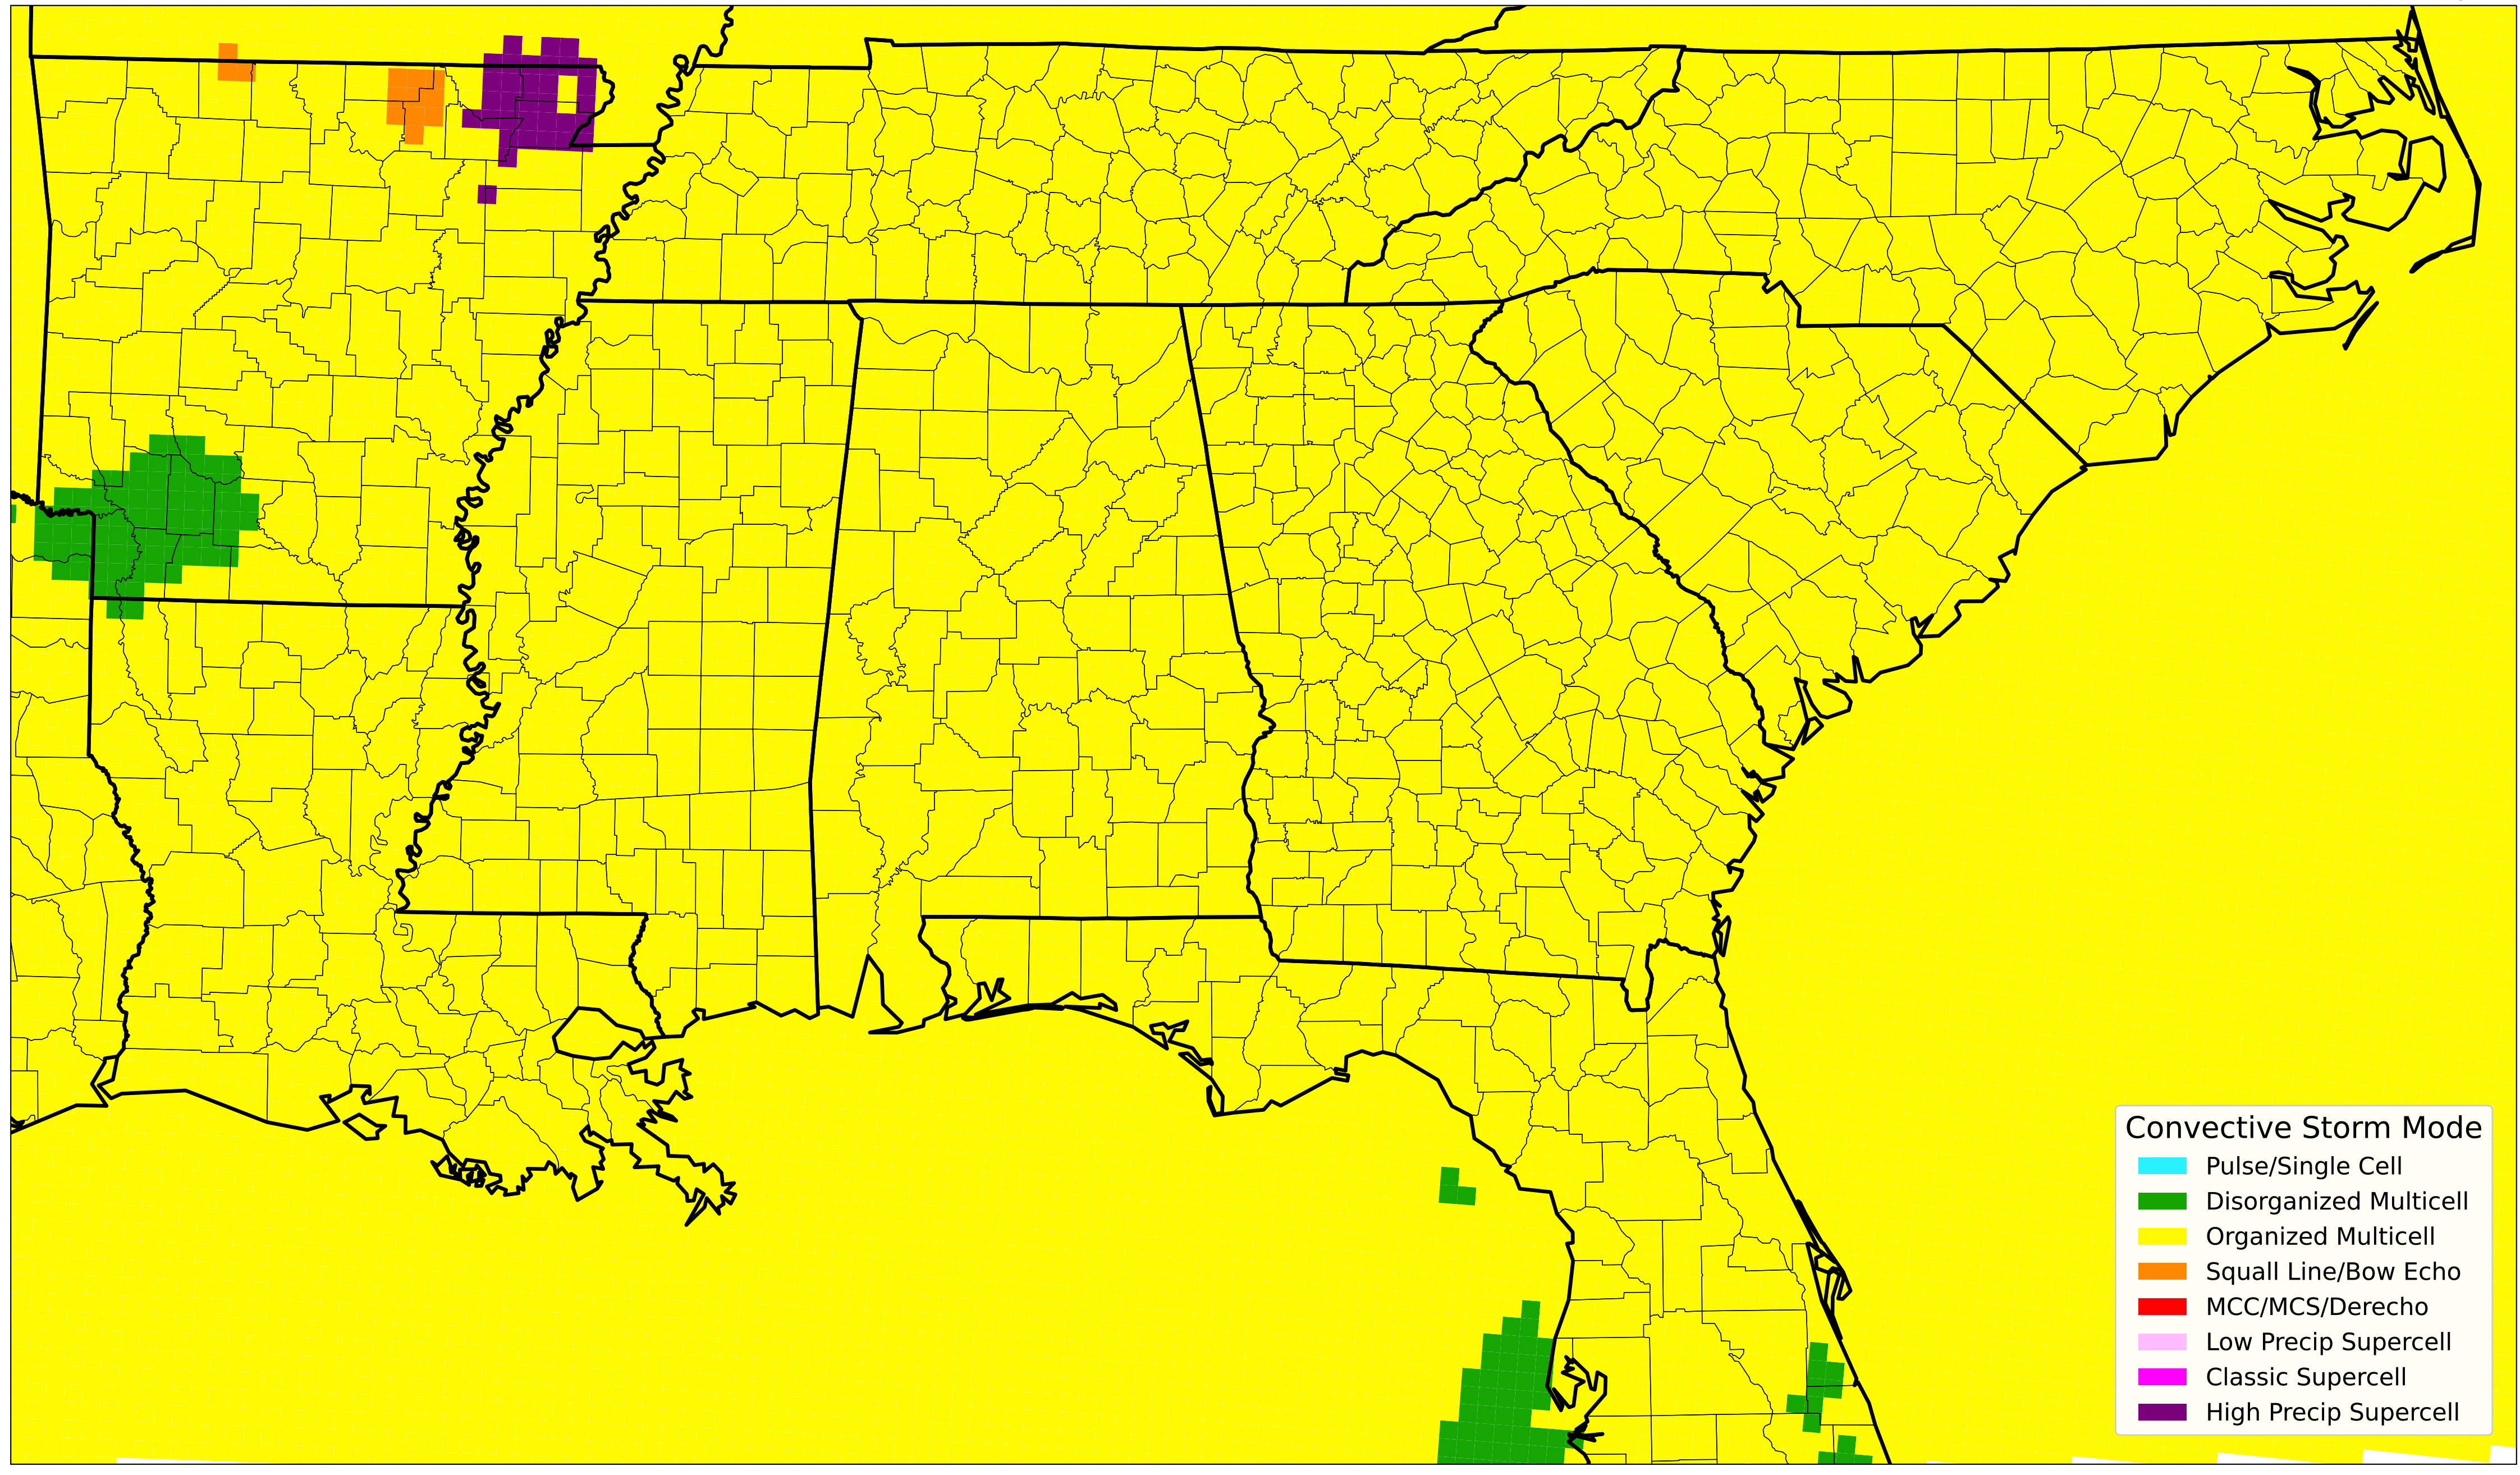 Convective Storm Mode
Pulse/Single Cell
Disorganized Multicell
Organized Multicell
Squall Line/Bow Echo
MCC/MCS/Derecho
Low Precip Supercell
Classic Supercell
High Precip Supercell